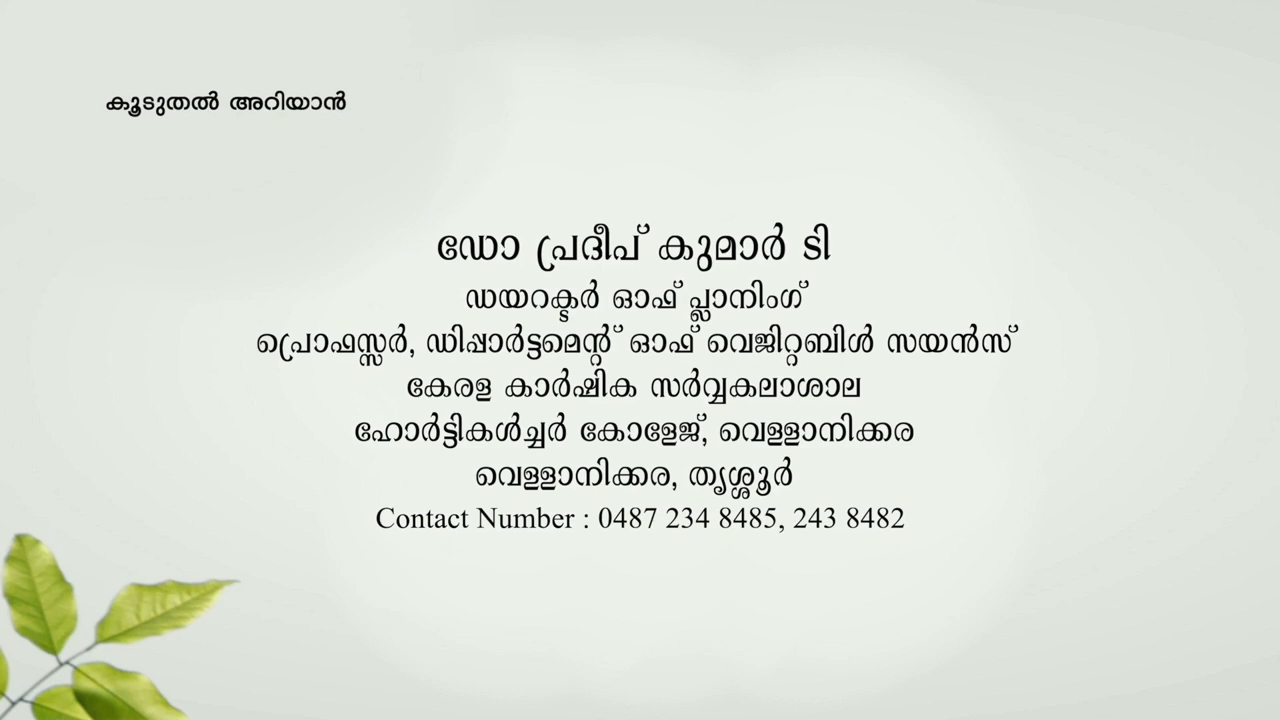 കൂടുതൽ അറിയാൻ
ഡോ പ്രദീപ് കുമാർ ടി
ഡയറക്ടർ ഓഫ് പ്ലാനിംഗ്
പ്രൊഫസ്സർ, ഡിപ്പാർട്ടമെന്റ് ഓഫ് വെജിറ്റബിൾ സയൻസ്
കേരള കാർഷിക സർവ്വകലാശാല
ഹോർട്ടികൾച്ചർ കോളേജ്, വെള്ളാനിക്കര
വെള്ളാനിക്കര, തൃശ്ശൂർ
Contact Number : 0487 234 8485, 243 8482